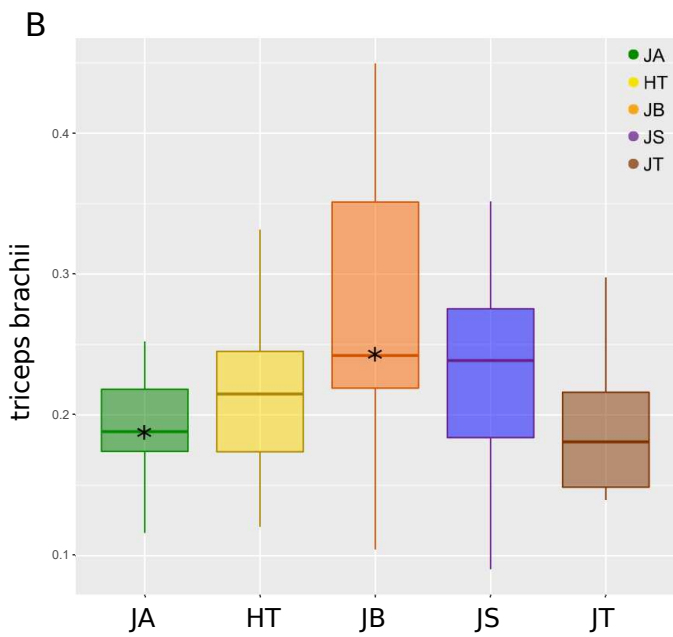 B
JA
HT
JB
JS
JT
triceps brachii
0.4
0.3
0.2
0.1
*
*
JA HT JB JS JT